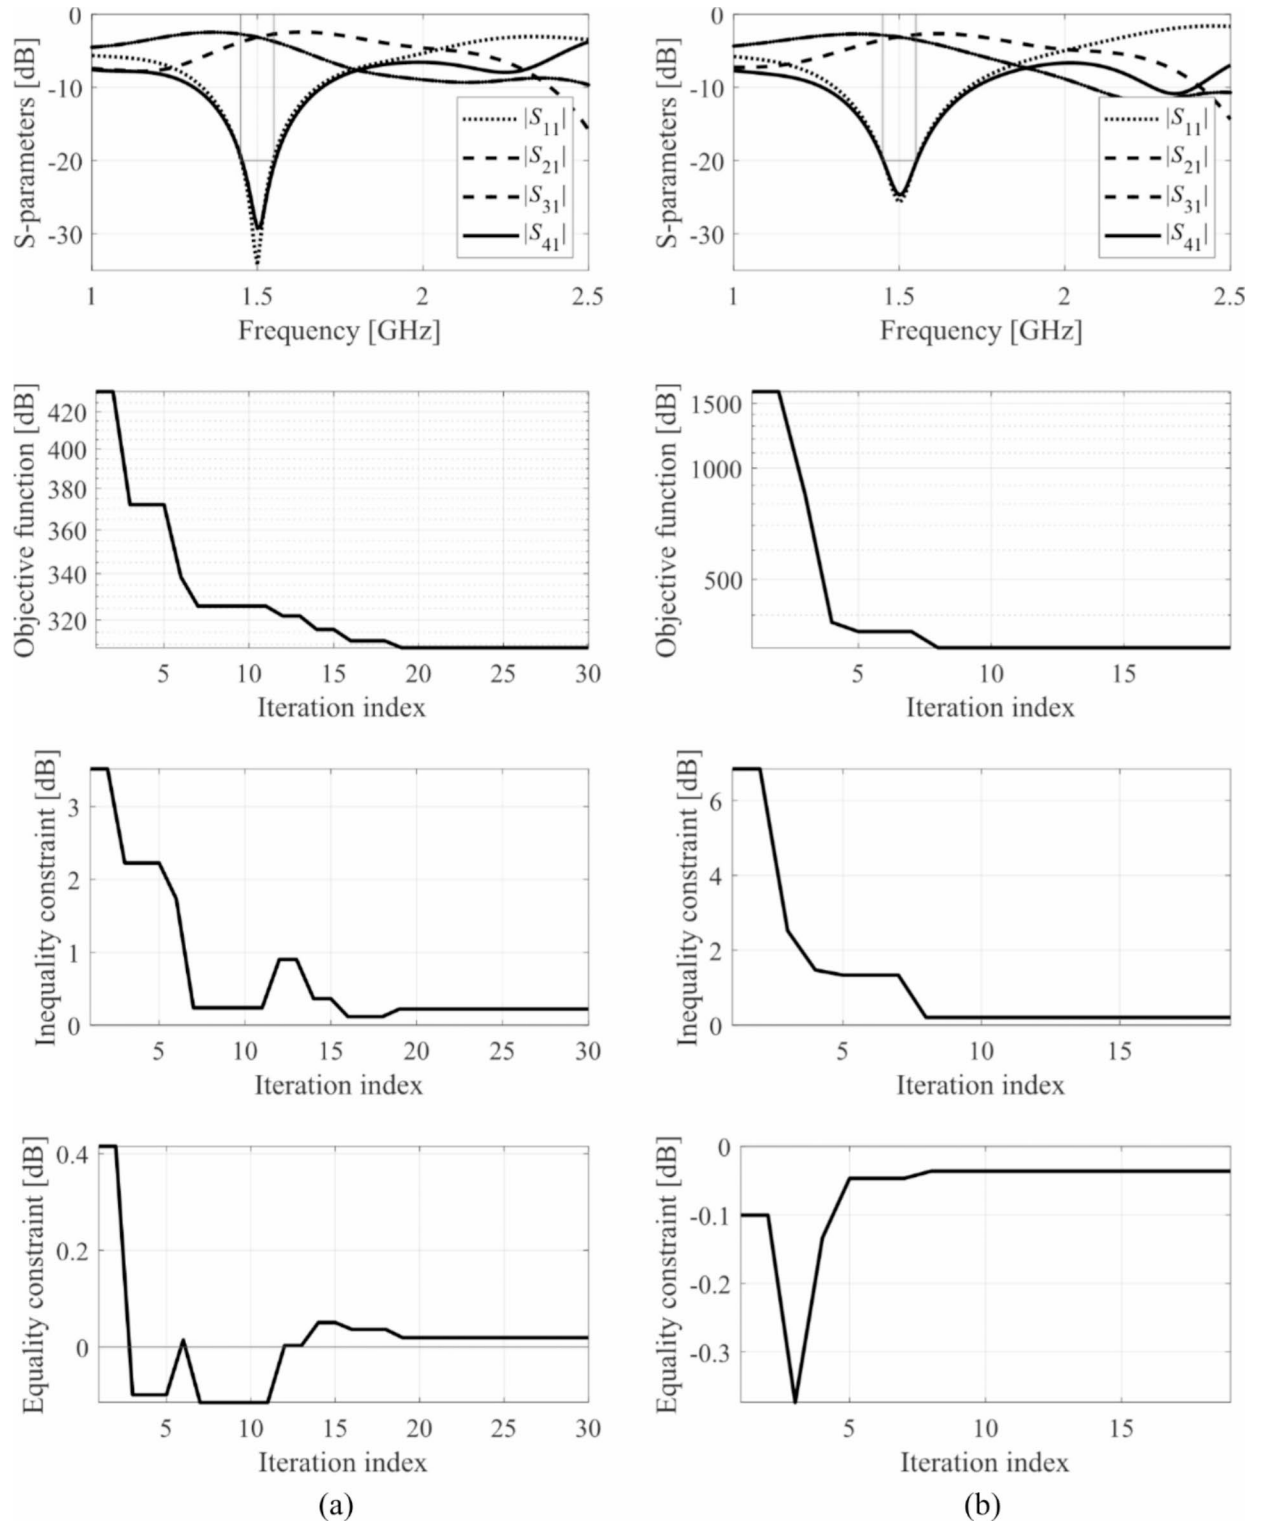 S-parameters [dB]
0
-10
-20
-30
|S11|
|S21|
|S31|
|S41|
1 1.5 2 2.5
Frequency [GHz]
S-parameters [dB]
0
-10
-20
-30
|S11|
|S21|
|S31|
|S41|
1 1.5 2 2.5
Frequency [GHz]
Objective function [dB]
420
400
380
360
340
320
5 10 15 20 25 30
Iteration index
Objective function [dB]
1500
1000
500
5 10 15
Iteration index
Inequality constraint [dB]
3
2
1
0
5 10 15 20 25 30
Iteration index
Inequality constraint [dB]
6
4
2
0
5 10 15
Iteration index
Equality constraint [dB]
0.4
0.2
0
5 10 15 20 25 30
Iteration index
Equality constraint [dB]
0
-0.1
-0.2
-0.3
5 10 15
Iteration index
(a)
(b)